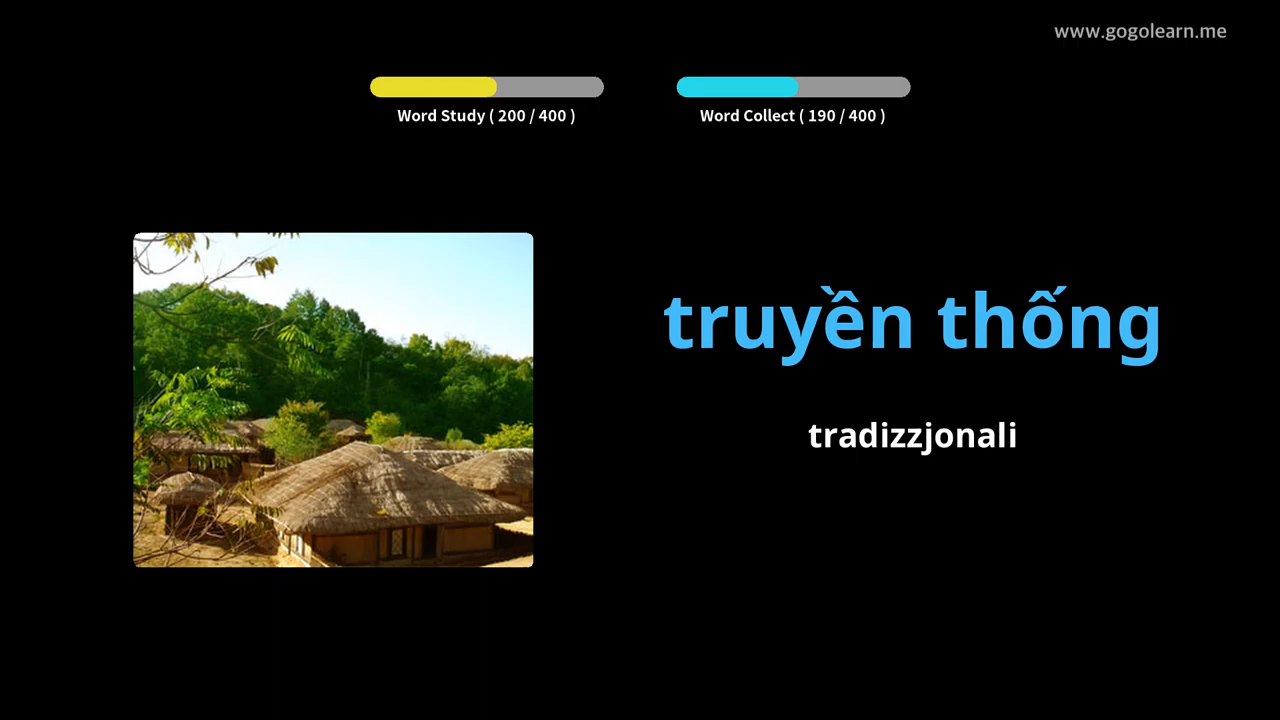 www.gogolearn.me
Word Study ( 200 / 400 )
Word Collect ( 190 / 400 )
truyền thống
tradizzjonali